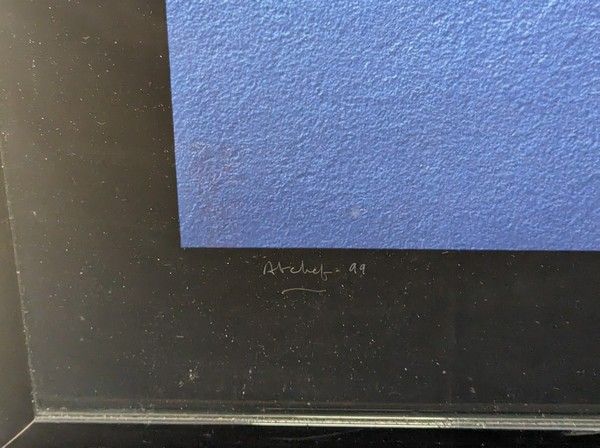 Atchef - 99